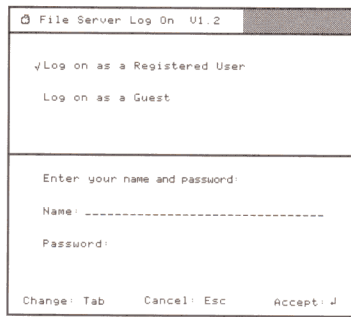 File Server Log On V1.2
√Log on as a Registered User
Log on as a Guest
Enter your name and password:
Name:
Password:
Change: Tab Cancel: Esc Accept: ↲